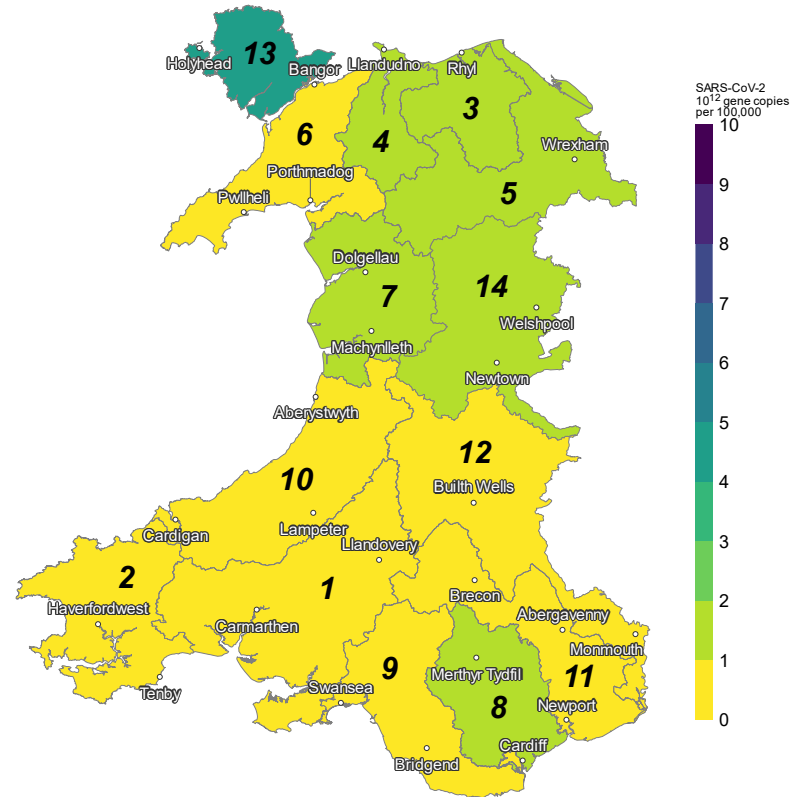 13
Holyhead
Bangor
Llandudno
Rhyl
SARS-CoV-2
10¹² gene copies
per 100,000
10
3
6
4
Wrexham
Porthmadog
9
Pwllheli
5
8
Dolgellau
7
14
7
Welshpool
Machynlleth
6
Newtown
Aberystwyth
5
12
10
Builth Wells
4
Cardigan
Lampeter
Llandovery
3
2
1
Haverfordwest
Brecon
2
Abergavenny
Carmarthen
Monmouth
9
Merthyr Tydfil
11
1
Tenby
Swansea
8
Newport
0
Cardiff
Bridgend